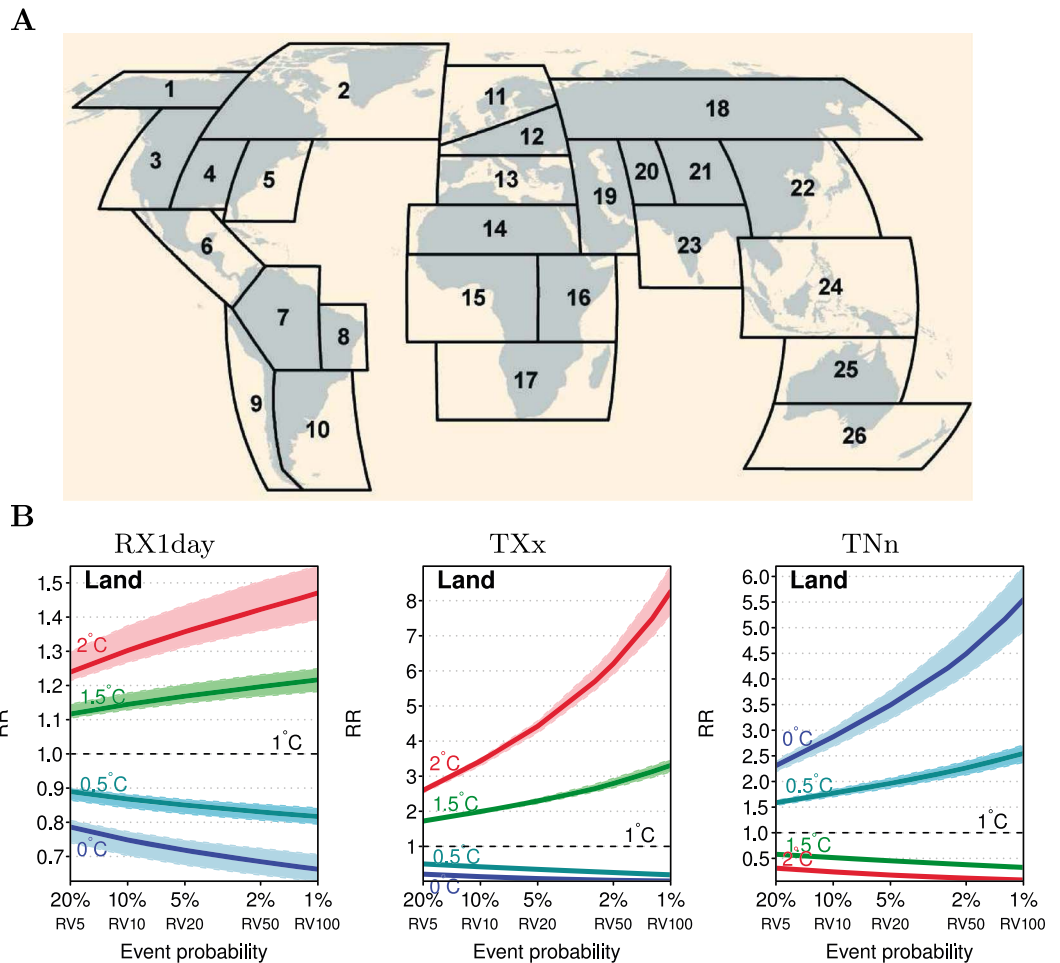 A
1
2
3
4
5
6
7
8
9
10
11
12
13
14
15
16
17
18
19
20
21
22
23
24
25
26
B
RX1day
Land
RR
1.5
1.4
1.3
1.2
1.1
1.0
0.9
0.8
0.7
2°C
1.5°C
1°C
0.5°C
0°C
20% 10% 5% 2% 1%
RV5 RV10 RV20 RV50 RV100
Event probability
TXx
Land
RR
8
7
6
5
4
3
2
1
2°C
1.5°C
1°C
0.5°C
0°C
20% 10% 5% 2% 1%
RV5 RV10 RV20 RV50 RV100
Event probability
TNn
Land
RR
6.0
5.5
5.0
4.5
4.0
3.5
3.0
2.5
2.0
1.5
1.0
0.5
0°C
0.5°C
1°C
1.5°C
2°C
20% 10% 5% 2% 1%
RV5 RV10 RV20 RV50 RV100
Event probability